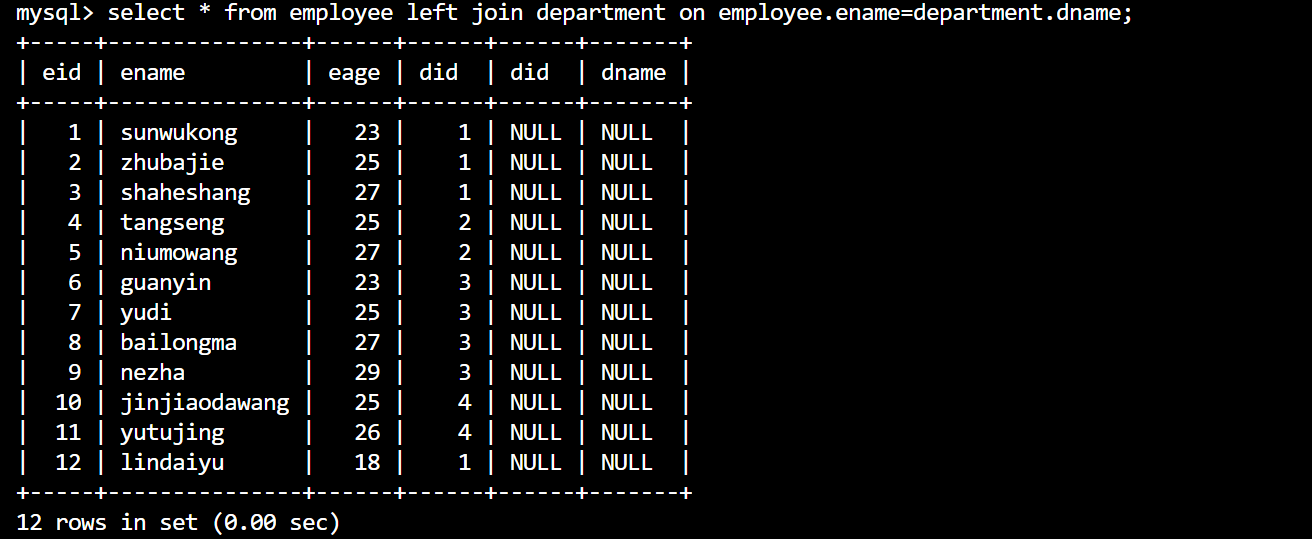 mysql> select * from employee left join department on employee.ename=department.dname;
+-----+---------------+------+------+------+-------+
| eid | ename         | eage | did  | did  | dname |
+-----+---------------+------+------+------+-------+
|   1 | sunwukong     |   23 |    1 | NULL | NULL  |
|   2 | zhubajie      |   25 |    1 | NULL | NULL  |
|   3 | shaheshang    |   27 |    1 | NULL | NULL  |
|   4 | tangseng      |   25 |    2 | NULL | NULL  |
|   5 | niumowang     |   27 |    2 | NULL | NULL  |
|   6 | guanyin       |   23 |    3 | NULL | NULL  |
|   7 | yudi          |   25 |    3 | NULL | NULL  |
|   8 | bailongma     |   27 |    3 | NULL | NULL  |
|   9 | nezha         |   29 |    3 | NULL | NULL  |
|  10 | jinjiaodawang |   25 |    4 | NULL | NULL  |
|  11 | yutujing      |   26 |    4 | NULL | NULL  |
|  12 | lindaiyu      |   18 |    1 | NULL | NULL  |
+-----+---------------+------+------+------+-------+
12 rows in set (0.00 sec)